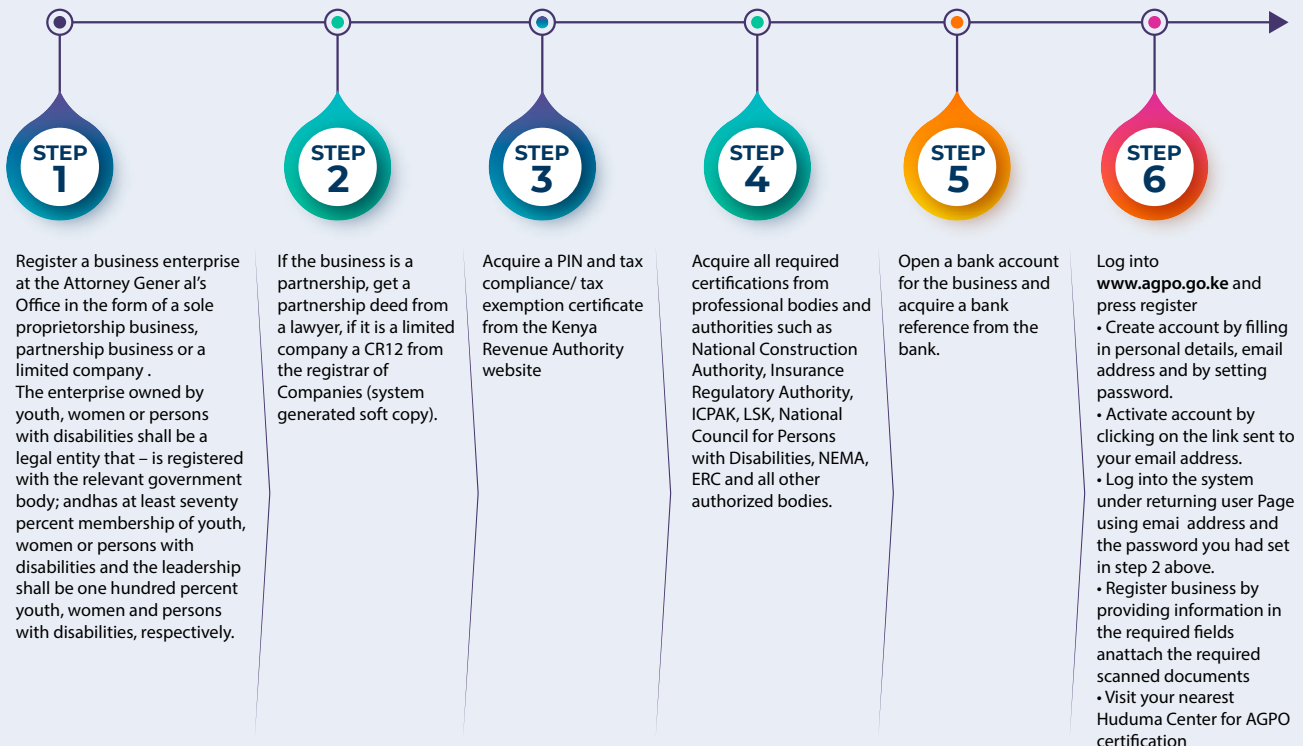 STEP
1
Register a business enterprise
at the Attorney Gener al's
Office in the form of a sole
proprietorship business,
partnership business or a
limited company .
The enterprise owned by
youth, women or persons
with disabilities shall be a
legal entity that – is registered
with the relevant government
body; andhas at least seventy
percent membership of youth,
women or persons with
disabilities and the leadership
shall be one hundred percent
youth, women and persons
with disabilities, respectively.
STEP
2
If the business is a
partnership, get a
partnership deed from
a lawyer, if it is a limited
company a CR12 from
the registrar of
Companies (system
generated soft copy).
STEP
3
Acquire a PIN and tax
compliance/ tax
exemption certificate
from the Kenya
Revenue Authority
website
STEP
4
Acquire all required
certifications from
professional bodies and
authorities such as
National Construction
Authority, Insurance
Regulatory Authority,
ICPAK, LSK, National
Council for Persons
with Disabilities, NEMA,
ERC and all other
authorized bodies.
STEP
5
Open a bank account
for the business and
acquire a bank
reference from the
bank.
STEP
6
Log into
www.agpo.go.ke and
press register
• Create account by filling
in personal details, email
address and by setting
password.
• Activate account by
clicking on the link sent to
your email address.
• Log into the system
under returning user Page
using emai address and
the password you had set
in step 2 above.
• Register business by
providing information in
the required fields
anattach the required
scanned documents
• Visit your nearest
Huduma Center for AGPO
certification